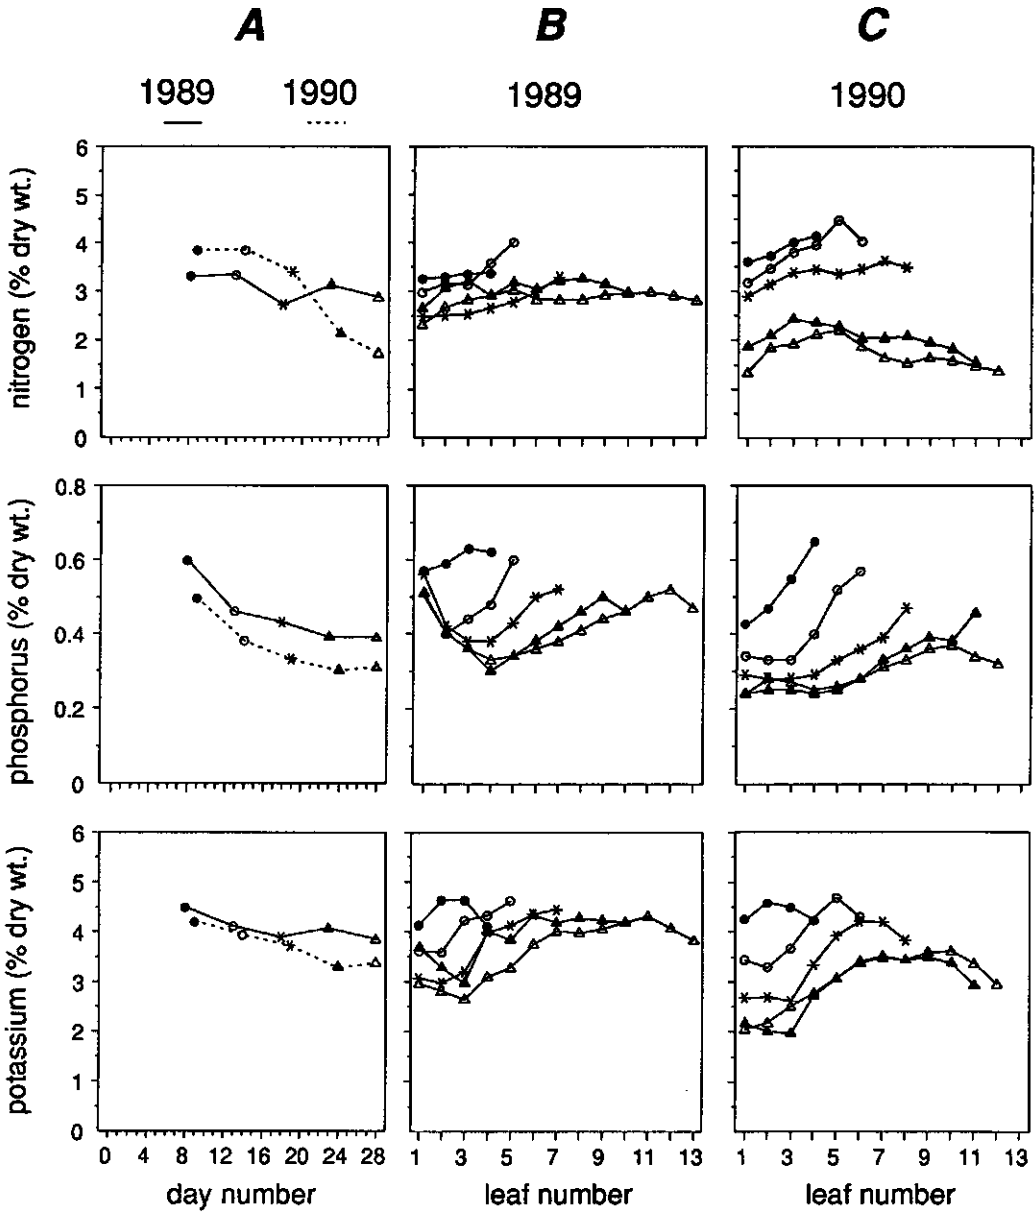 A B C
1989 1990 1989 1990
6
5
4
3
2
1
0
nitrogen (% dry wt.)
0.8
0.6
0.4
0.2
0
phosphorus (% dry wt.)
6
5
4
3
2
1
0
potassium (% dry wt.)
0 4 8 12 16 20 24 28 1 3 5 7 9 11 13 1 3 5 7 9 11 13
day number leaf number leaf number